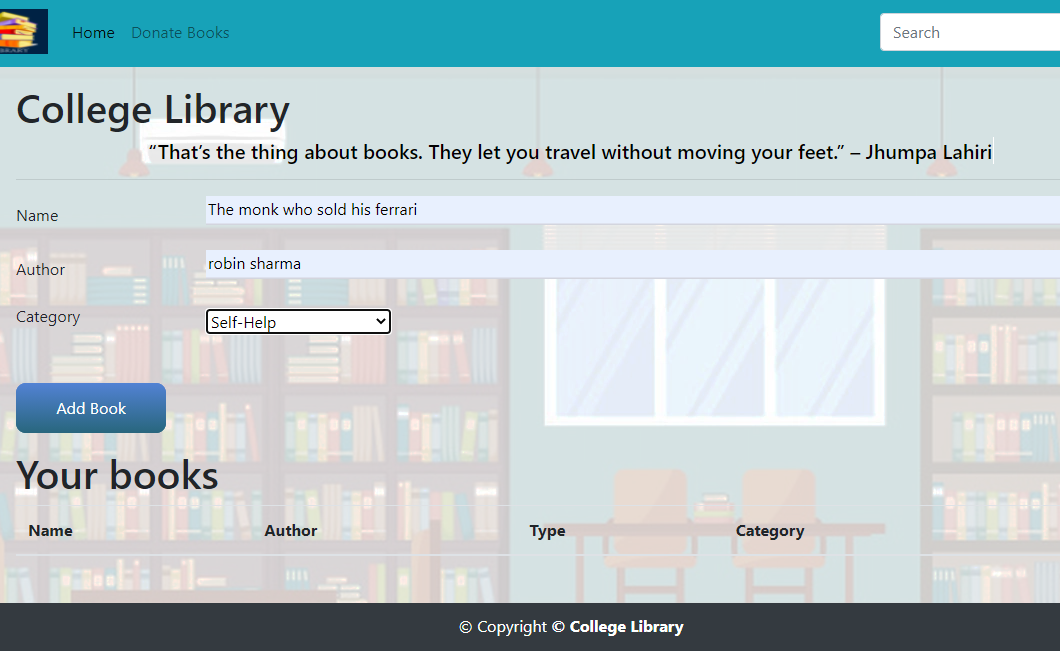 Home Donate Books Search
College Library
“That’s the thing about books. They let you travel without moving your feet.” – Jhumpa Lahiri
Name The monk who sold his ferrari
Author robin sharma
Category Self-Help
Add Book
Your books
Name Author Type Category
© Copyright © College Library